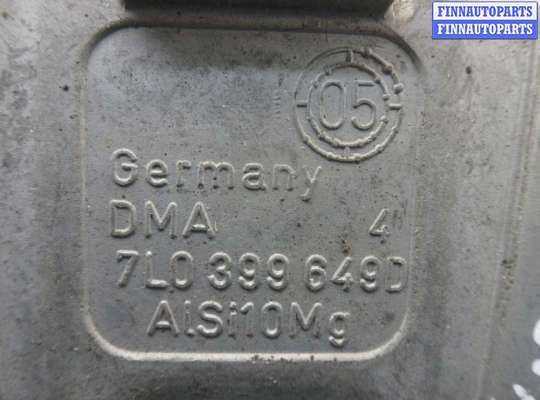 FINNAUTOPARTS
FINNAUTOPARTS
05
Germany
DMA 4
7L0 399 649D
AlSi10Mg